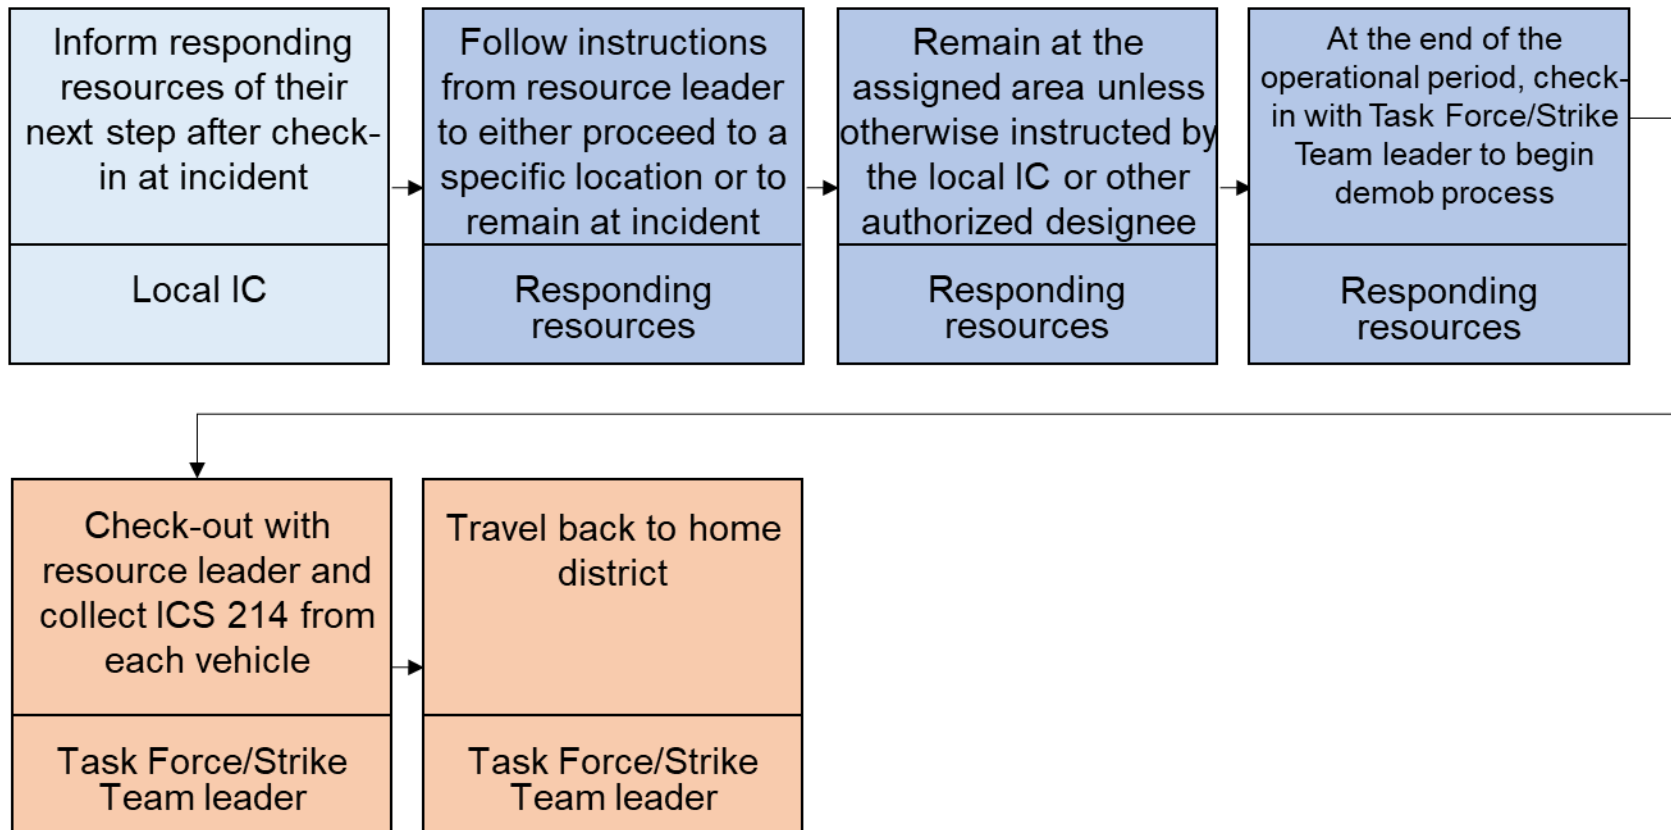 Inform responding
resources of their
next step after check-
in at incident
Local IC
Follow instructions
from resource leader
to either proceed to a
specific location or to
remain at incident
Responding
resources
Remain at the
assigned area unless
otherwise instructed by
the local IC or other
authorized designee
Responding
resources
At the end of the
operational period, check-
in with Task Force/Strike
Team leader to begin
demob process
Responding
resources
Check-out with
resource leader and
collect ICS 214 from
each vehicle
Task Force/Strike
Team leader
Travel back to home
district
Task Force/Strike
Team leader